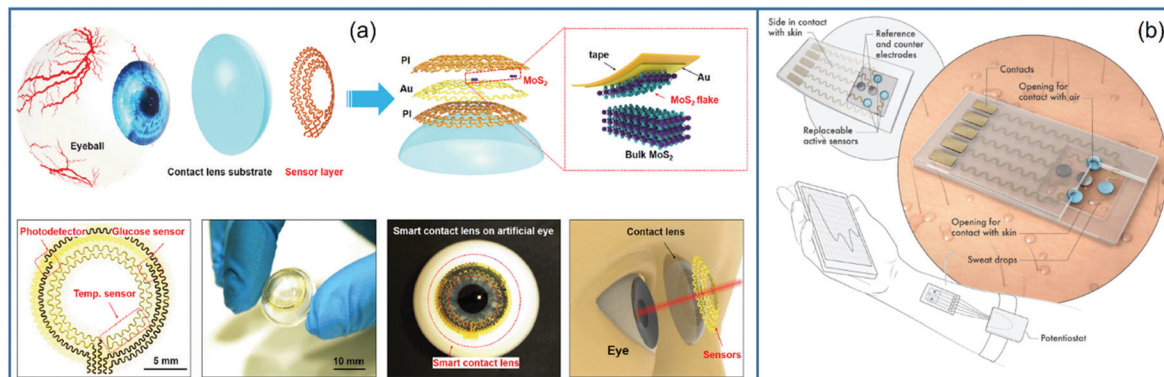 (a)
Eyeball
Contact lens substrate
Sensor layer
PI
Au
PI
MoS2
tape
Au
MoS2 flake
Bulk MoS2
Photodetector
Glucose sensor
Temp. sensor
5 mm
10 mm
Smart contact lens on artificial eye
Smart contact lens
Contact lens
Eye
Sensors
(b)
Side in contact
with skin
Reference
and counter
electrodes
Replaceable
active sensors
Contacts
Opening for
contact with air
Opening for
contact with skin
Sweat drops
Potentiostat